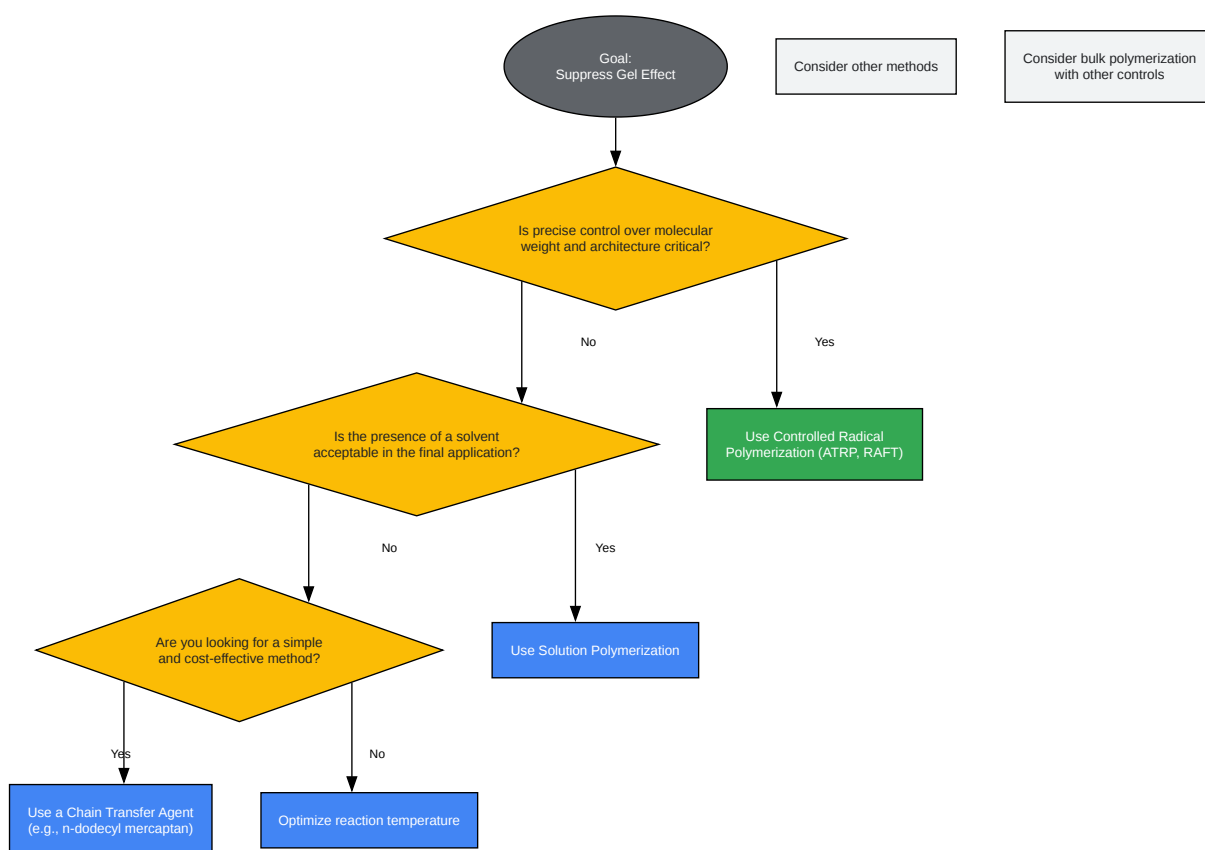 Goal:
Suppress Gel Effect
Consider other methods
Consider bulk polymerization
with other controls
Is precise control over molecular
weight and architecture critical?
No
Yes
Is the presence of a solvent
acceptable in the final application?
Use Controlled Radical
Polymerization (ATRP, RAFT)
No
Yes
Are you looking for a simple
and cost-effective method?
Use Solution Polymerization
Yes
No
Use a Chain Transfer Agent
(e.g., n-dodecyl mercaptan)
Optimize reaction temperature